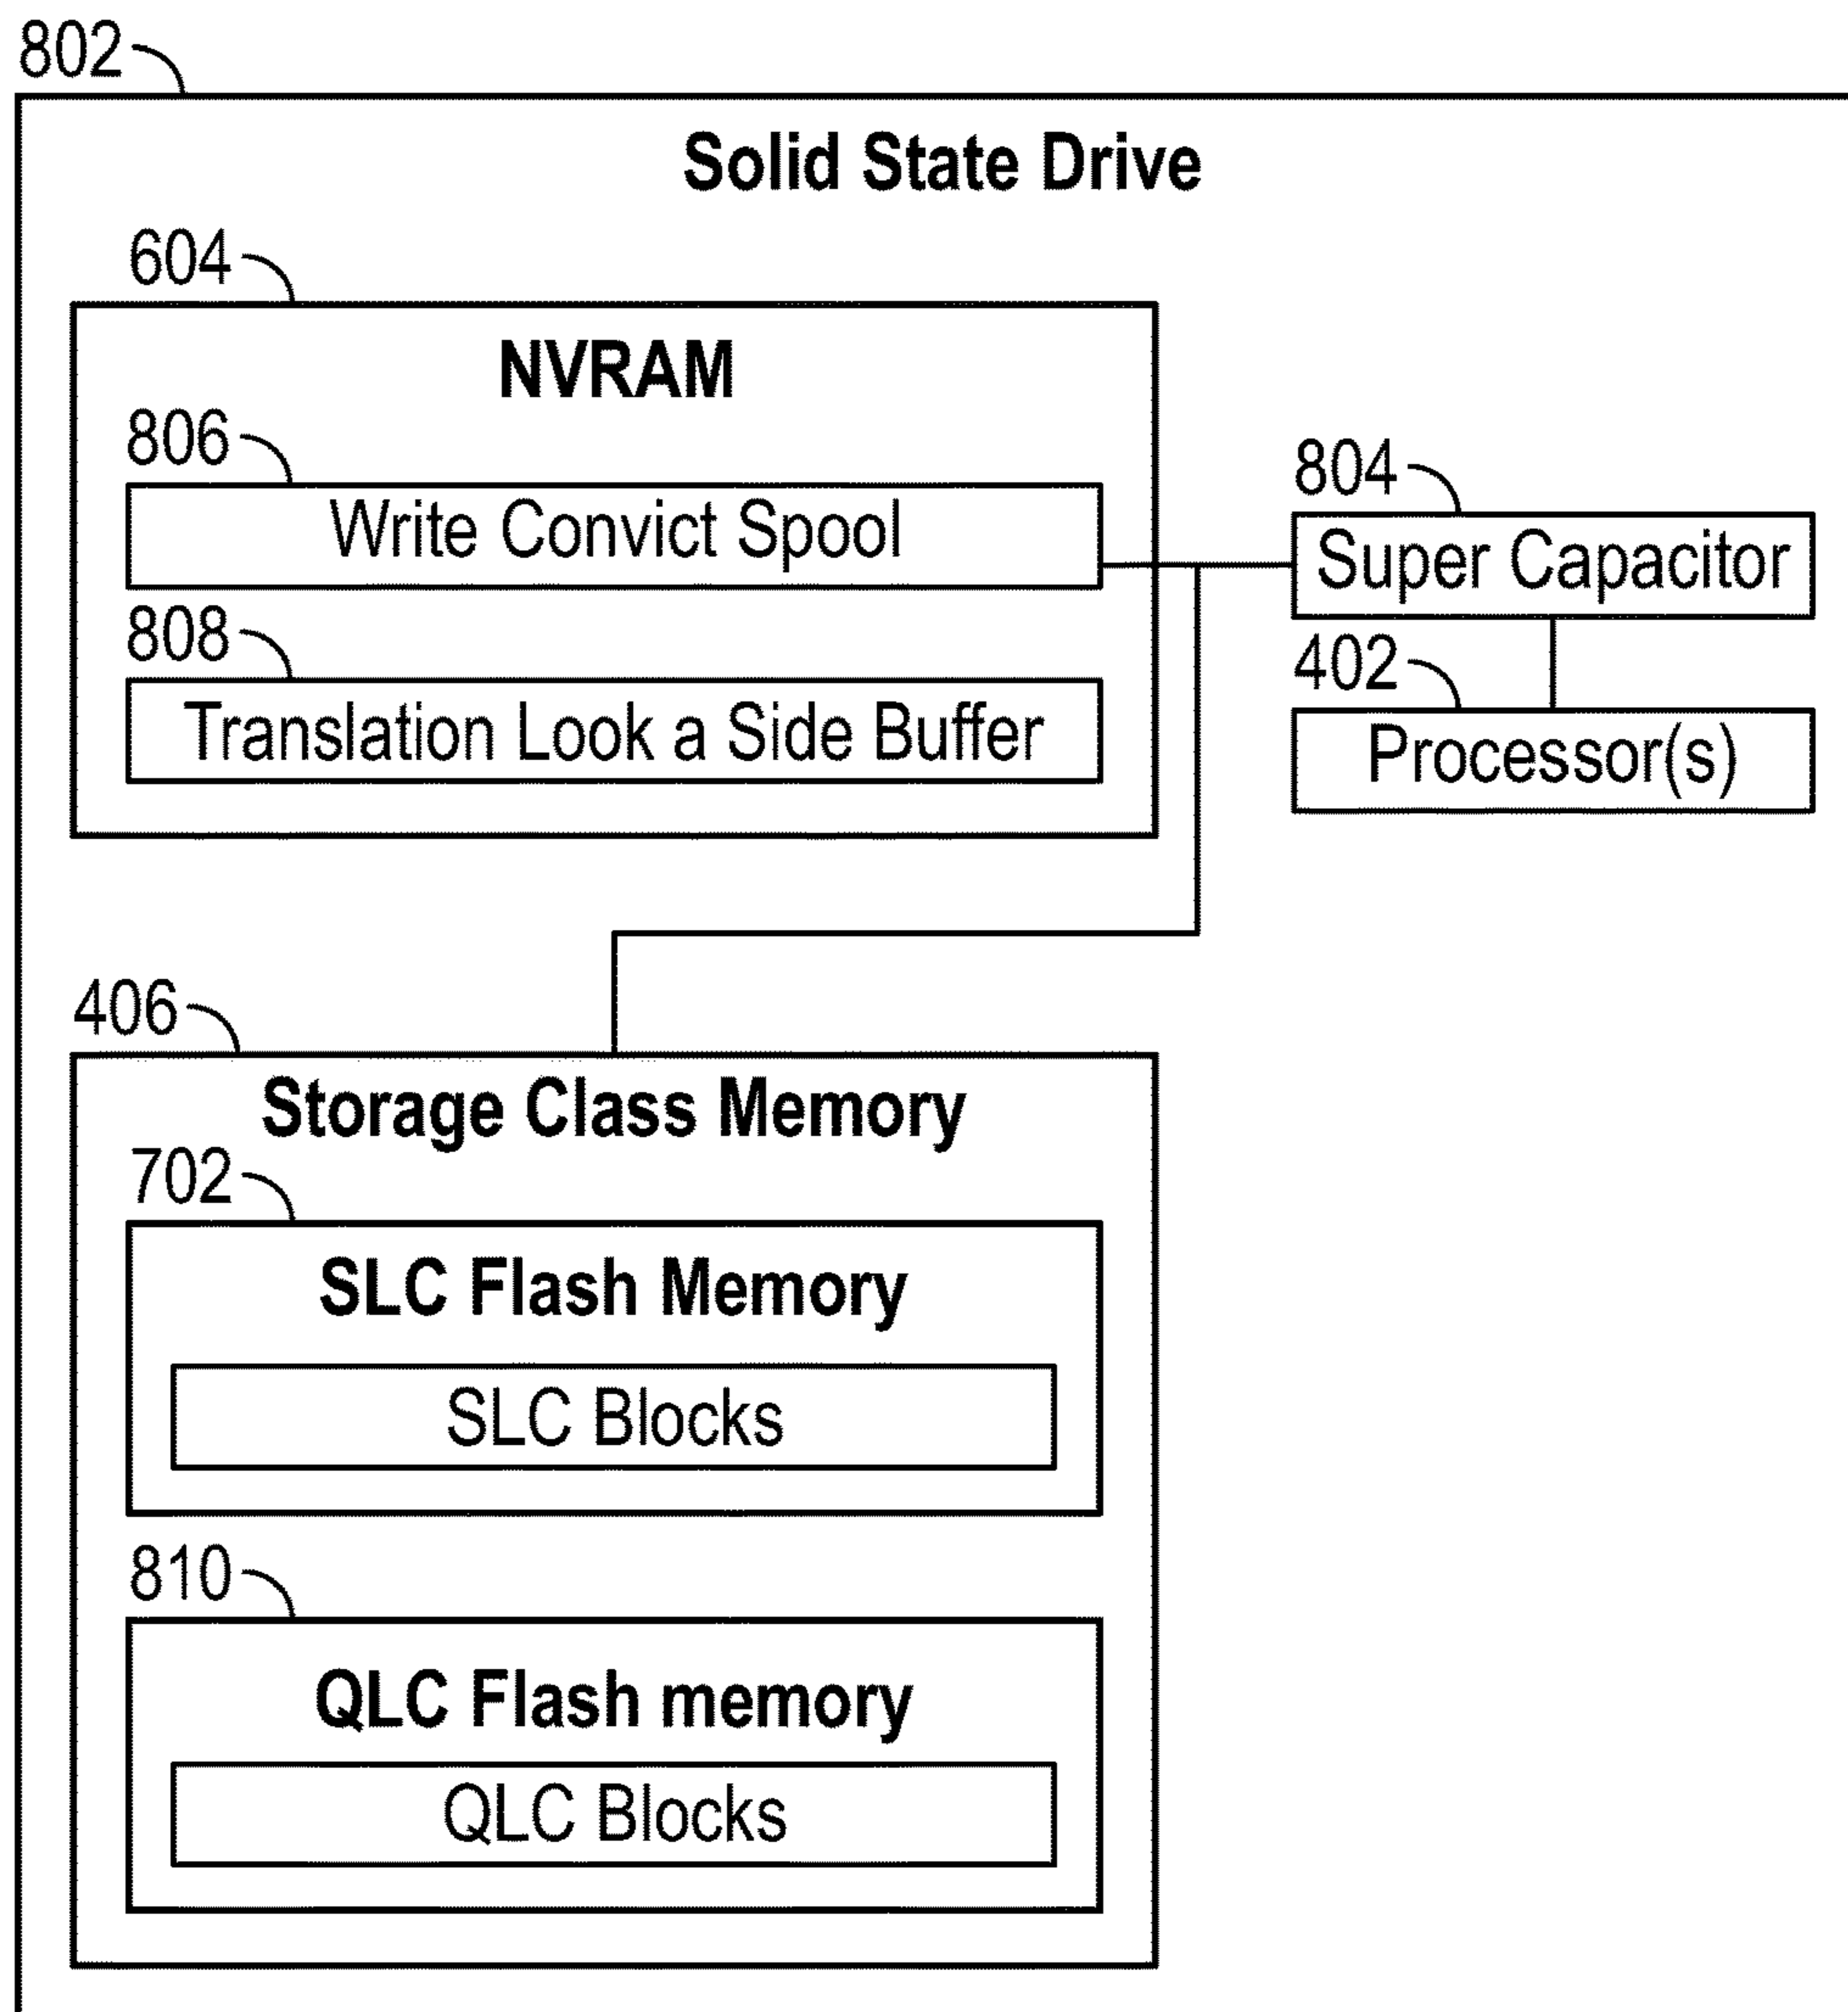 802
Solid State Drive
604
NVRAM
806
Write Convict Spool
804
Super Capacitor
808
Translation Look a Side Buffer
402
Processor(s)
406
Storage Class Memory
702
SLC Flash Memory
SLC Blocks
810
QLC Flash memory
QLC Blocks